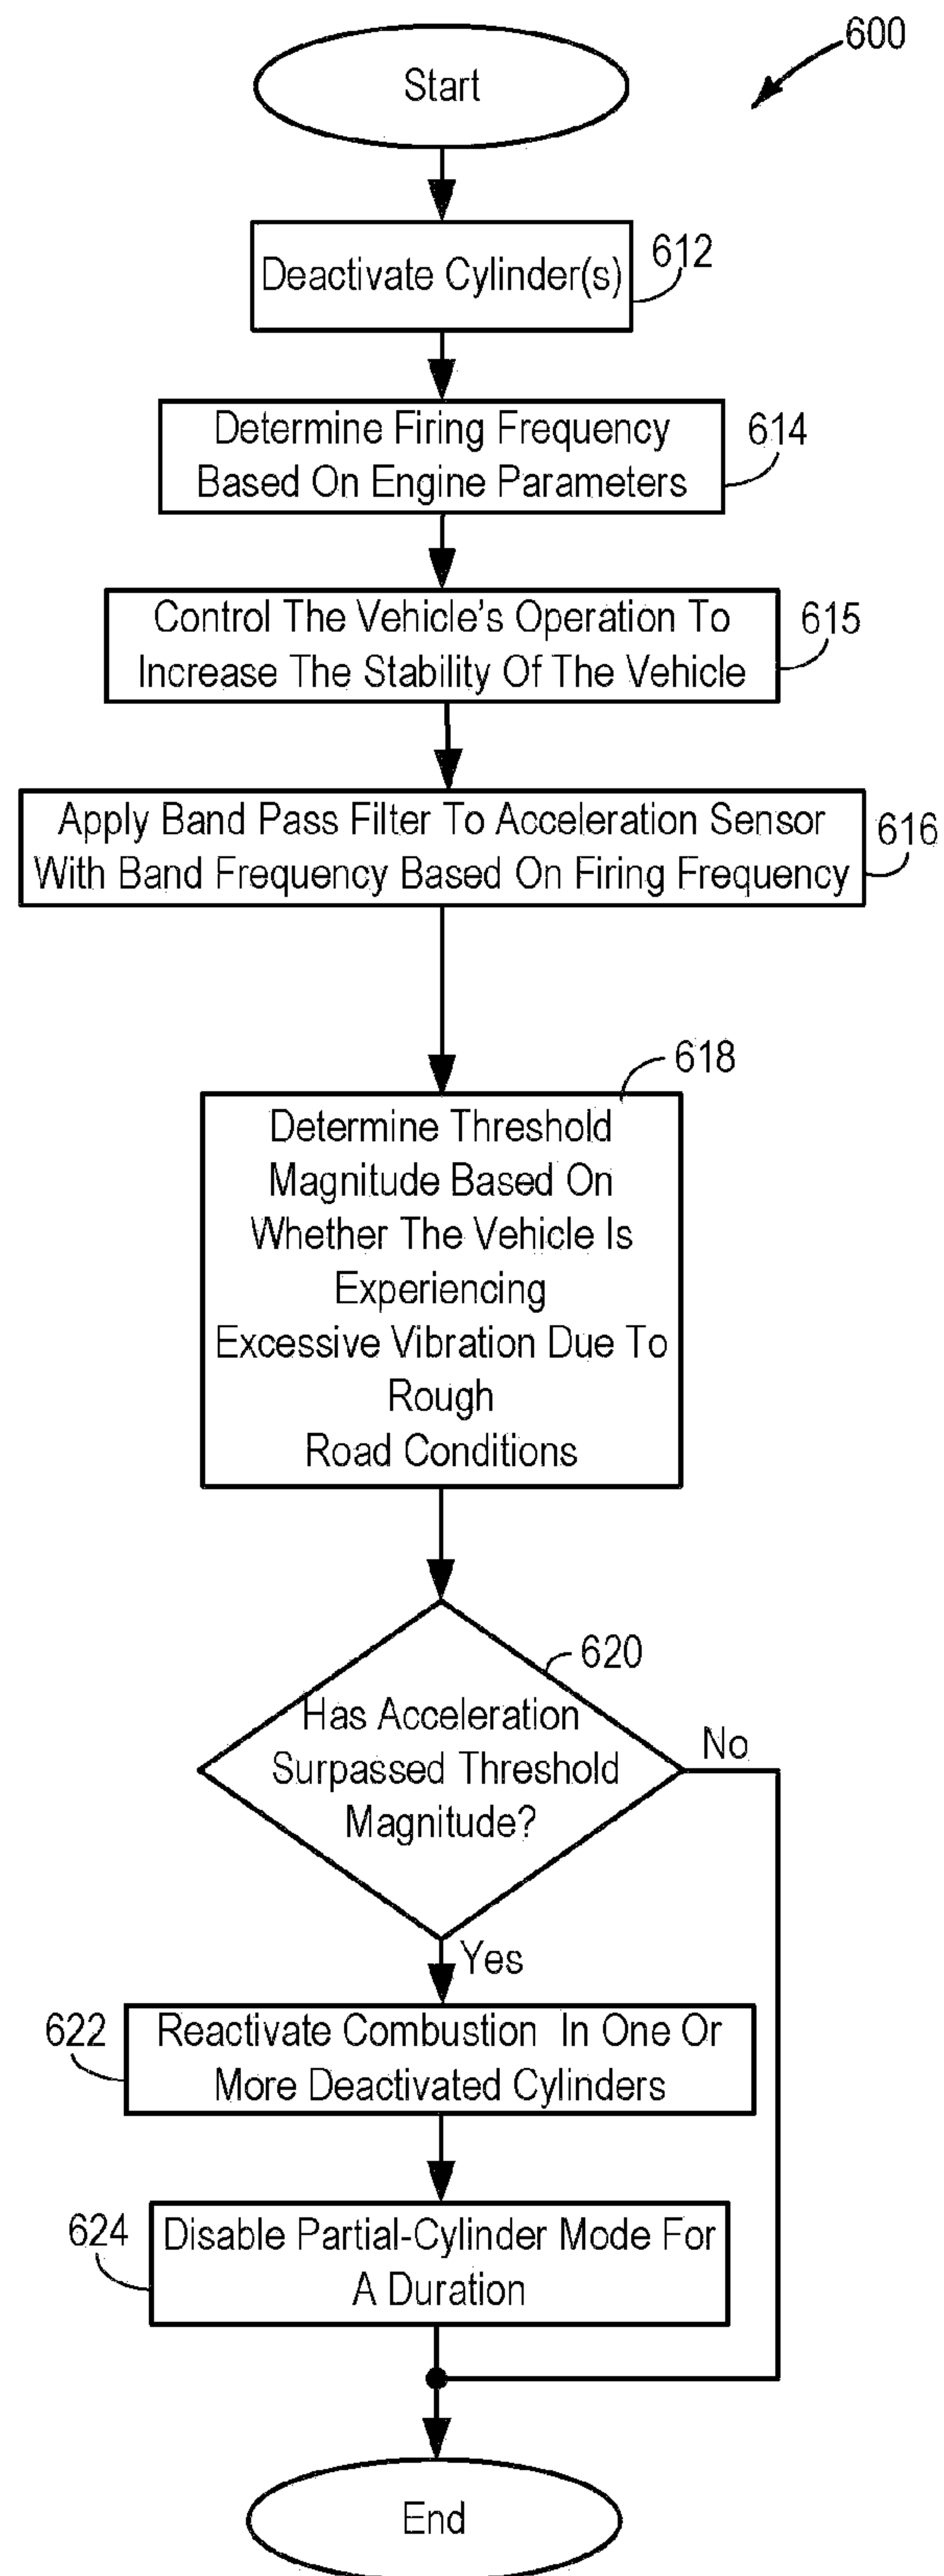 600
Start
Deactivate Cylinder(s)
612
Determine Firing Frequency
Based On Engine Parameters
614
Control The Vehicle's Operation To
Increase The Stability Of The Vehicle
615
Apply Band Pass Filter To Acceleration Sensor
With Band Frequency Based On Firing Frequency
616
618
Determine Threshold
Magnitude Based On
Whether The Vehicle Is
Experiencing
Excessive Vibration Due To
Rough
Road Conditions
620
Has Acceleration
Surpassed Threshold
Magnitude?
No
Yes
622
Reactivate Combustion In One Or
More Deactivated Cylinders
624
Disable Partial-Cylinder Mode For
A Duration
End